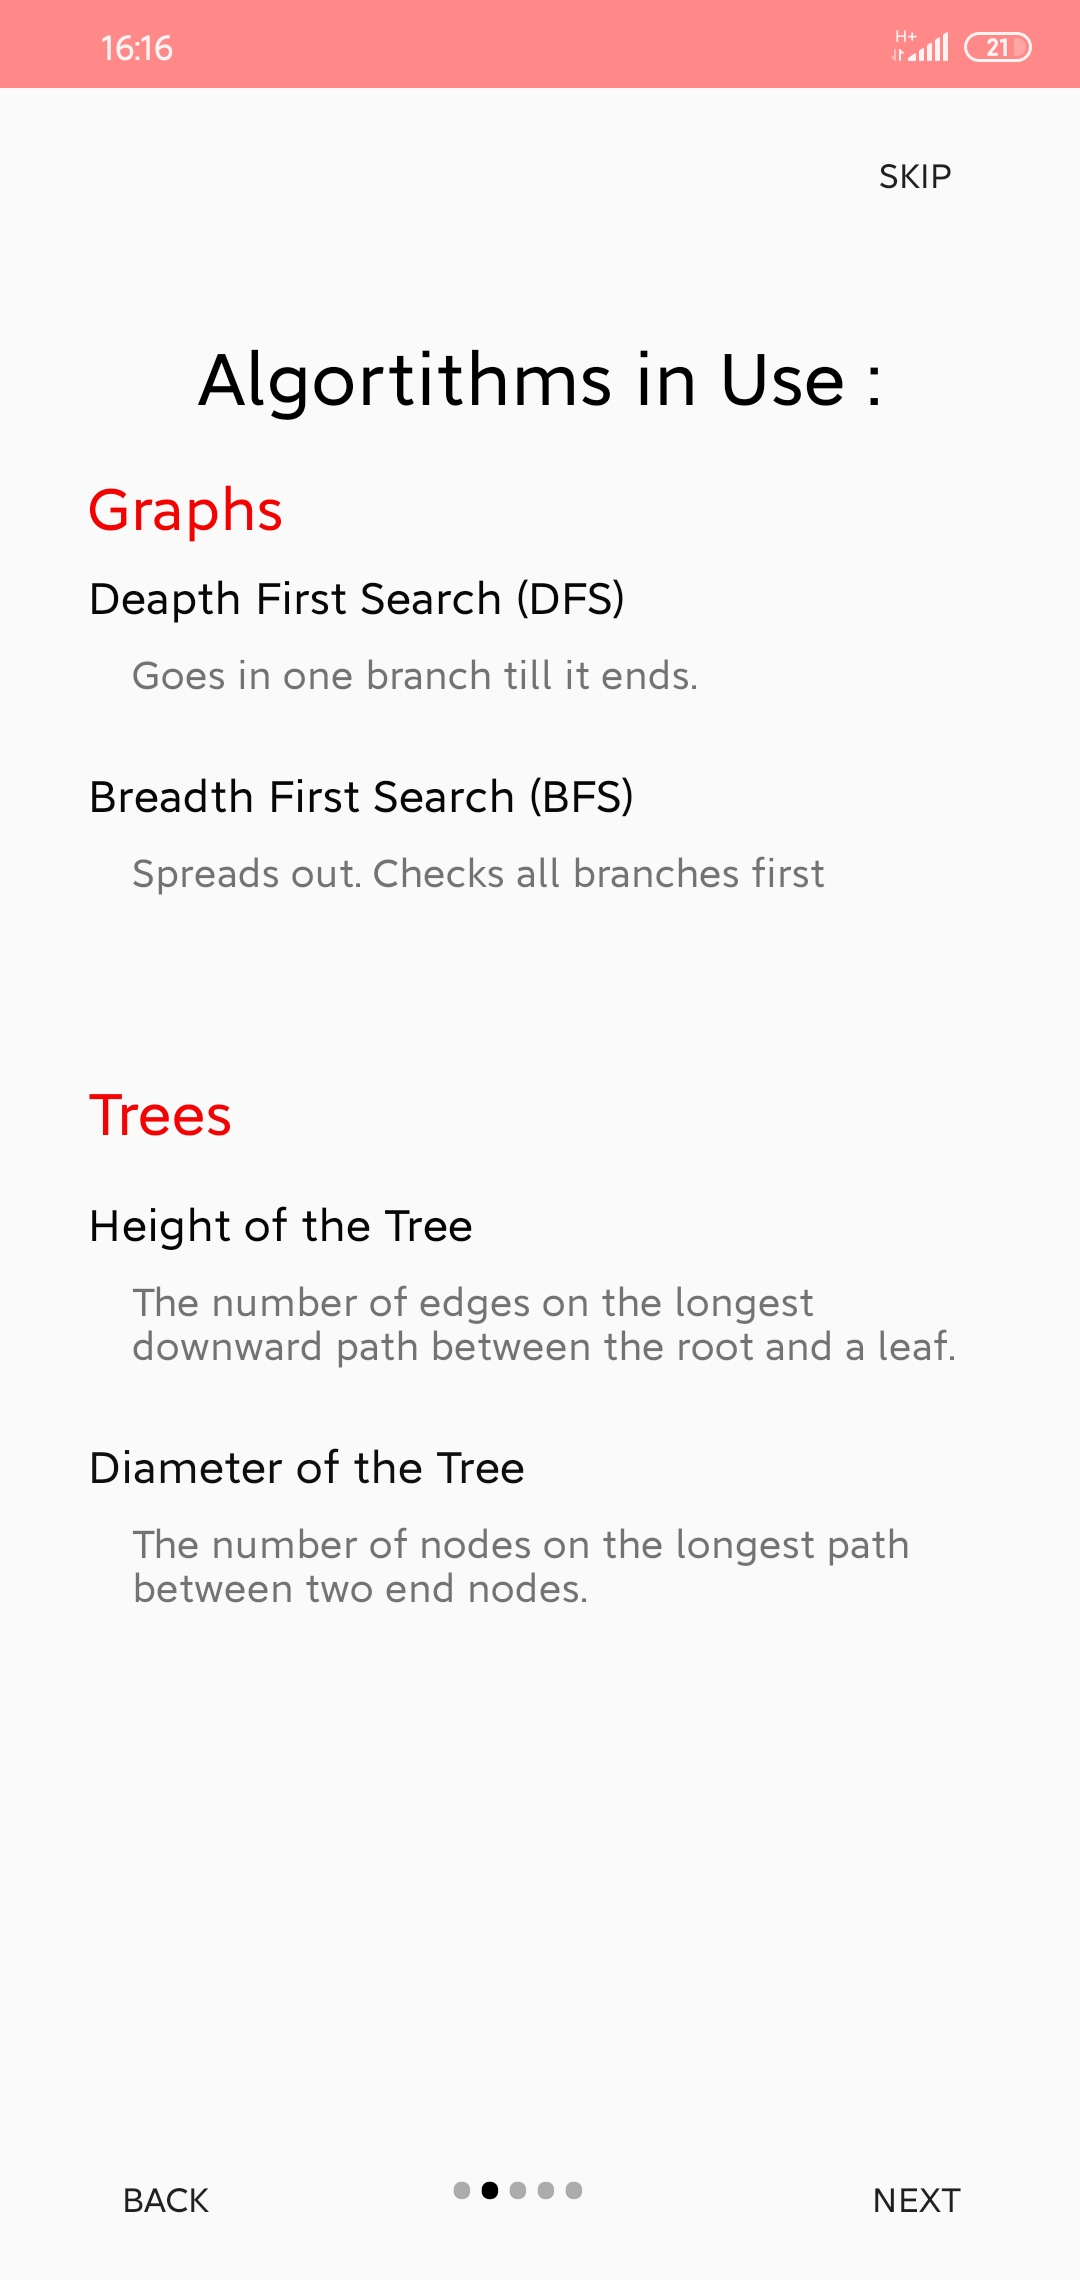 16:16
H+
21
SKIP
Algortithms in Use :
Graphs
Deapth First Search (DFS)
Goes in one branch till it ends.
Breadth First Search (BFS)
Spreads out. Checks all branches first
Trees
Height of the Tree
The number of edges on the longest
downward path between the root and a leaf.
Diameter of the Tree
The number of nodes on the longest path
between two end nodes.
BACK
NEXT